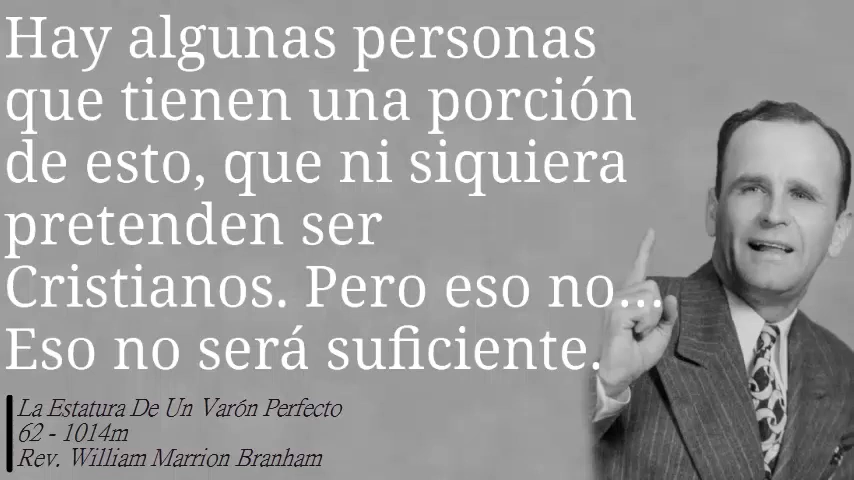 Hay algunas personas
que tienen una porción
de esto, que ni siquiera
pretenden ser
Cristianos. Pero eso no...
Eso no será suficiente.
La Estatura De Un Varón Perfecto
62 - 1014m
Rev. William Marrion Branham